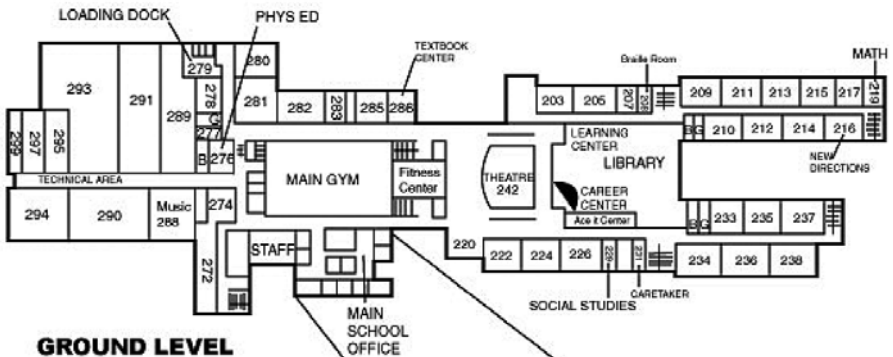 LOADING DOCK
PHYS ED
TEXTBOOK
CENTER
Braille Room
MATH
279
280
293
291
289
278
281
282
283
285
286
203
205
207
209
211
213
215
217
219
G
277
B
276
299
297
295
B G 210
212
214
216
LEARNING
CENTER
LIBRARY
NEW
DIRECTIONS
TECHNICAL AREA
MAIN GYM
Fitness
Center
THEATRE
242
CAREER
CENTER
Ace it Center
294
290
Music
288
274
272
STAFF
220
222
224
226
229
231
B G 233
235
237
234
236
238
SOCIAL STUDIES
CARETAKER
MAIN
SCHOOL
OFFICE
GROUND LEVEL